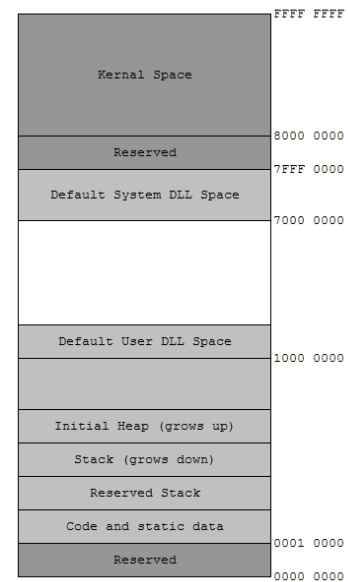 FFFF FFFF
Kernal Space
8000 0000
Reserved
7FFF 0000
Default System DLL Space
7000 0000
Default User DLL Space
1000 0000
Initial Heap (grows up)
Stack (grows down)
Reserved Stack
Code and static data
0001 0000
Reserved
0000 0000